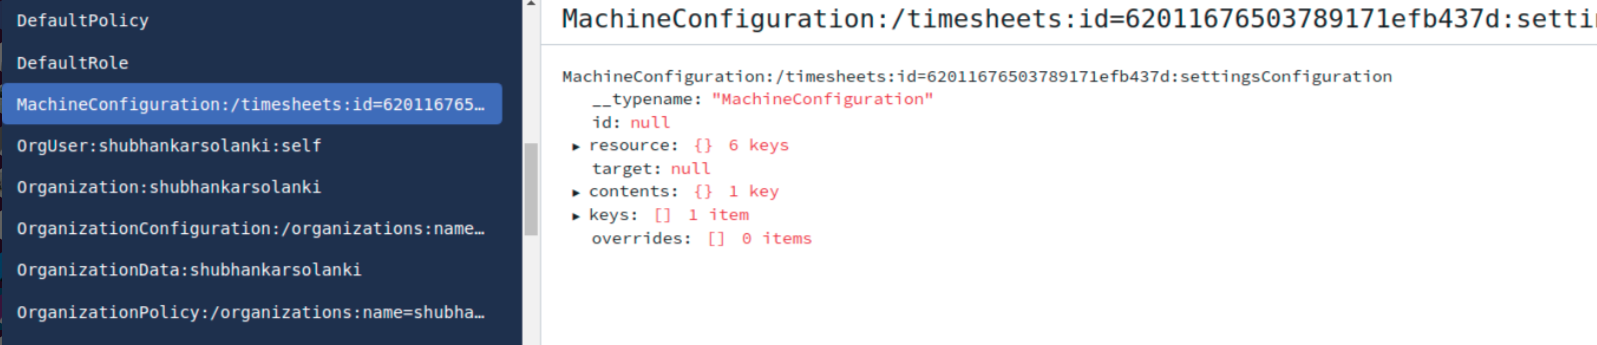 DefaultPolicy
DefaultRole
MachineConfiguration:/timesheets:id=620116765…
OrgUser:shubhankarsolanki:self
Organization:shubhankarsolanki
OrganizationConfiguration:/organizations:name…
OrganizationData:shubhankarsolanki
OrganizationPolicy:/organizations:name=shubha…
MachineConfiguration:/timesheets:id=62011676503789171efb437d:setti
MachineConfiguration:/timesheets:id=62011676503789171efb437d:settingsConfiguration
__typename: "MachineConfiguration"
id: null
▶ resource: {} 6 keys
target: null
▶ contents: {} 1 key
▶ keys: [] 1 item
overrides: [] 0 items